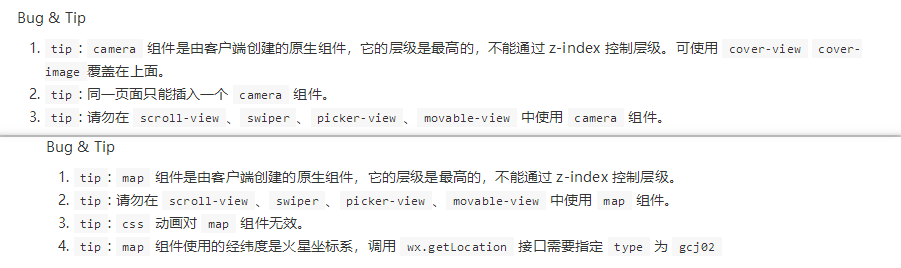 Bug & Tip
1. tip：camera 组件是由客户端创建的原生组件，它的层级是最高的，不能通过 z-index 控制层级。可使用 cover-view cover-
image 覆盖在上面。
2. tip：同一页面只能插入一个 camera 组件。
3. tip：请勿在 scroll-view、swiper、picker-view、movable-view 中使用 camera 组件。
Bug & Tip
1. tip：map 组件是由客户端创建的原生组件，它的层级是最高的，不能通过 z-index 控制层级。
2. tip：请勿在 scroll-view、swiper、picker-view、movable-view 中使用 map 组件。
3. tip：css 动画对 map 组件无效。
4. tip：map 组件使用的经纬度是火星坐标系，调用 wx.getLocation 接口需要指定 type 为 gcj02